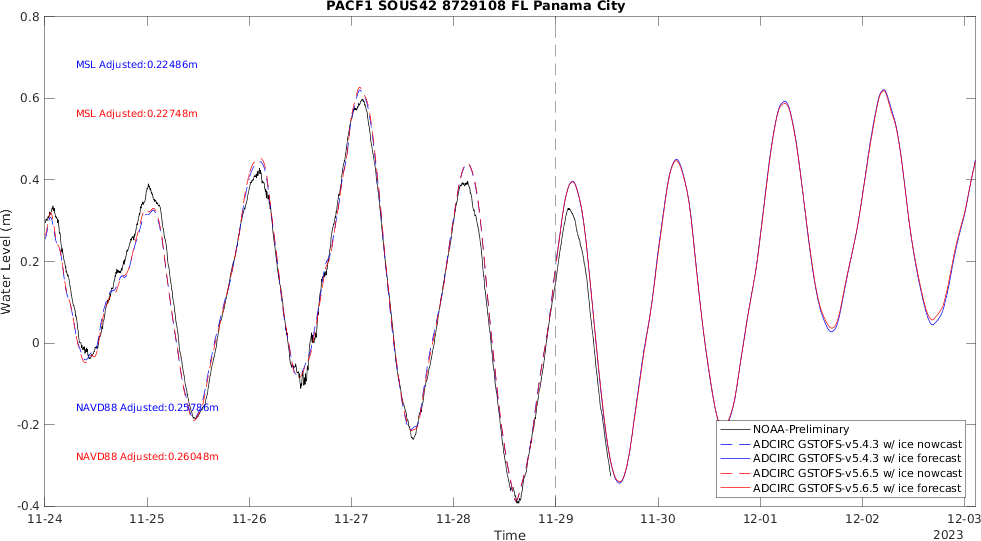 PACF1 SOUS42 8729108 FL Panama City
0.8
0.6
0.4
0.2
0
-0.2
-0.4
Water Level (m)
MSL Adjusted:0.22486m
MSL Adjusted:0.22748m
NAVD88 Adjusted:0.25786m
NAVD88 Adjusted:0.26048m
NOAA-Preliminary
ADCIRC GSTOFS-v5.4.3 w/ ice nowcast
ADCIRC GSTOFS-v5.4.3 w/ ice forecast
ADCIRC GSTOFS-v5.6.5 w/ ice nowcast
ADCIRC GSTOFS-v5.6.5 w/ ice forecast
11-24 11-25 11-26 11-27 11-28 11-29 11-30 12-01 12-02 12-03
Time
2023